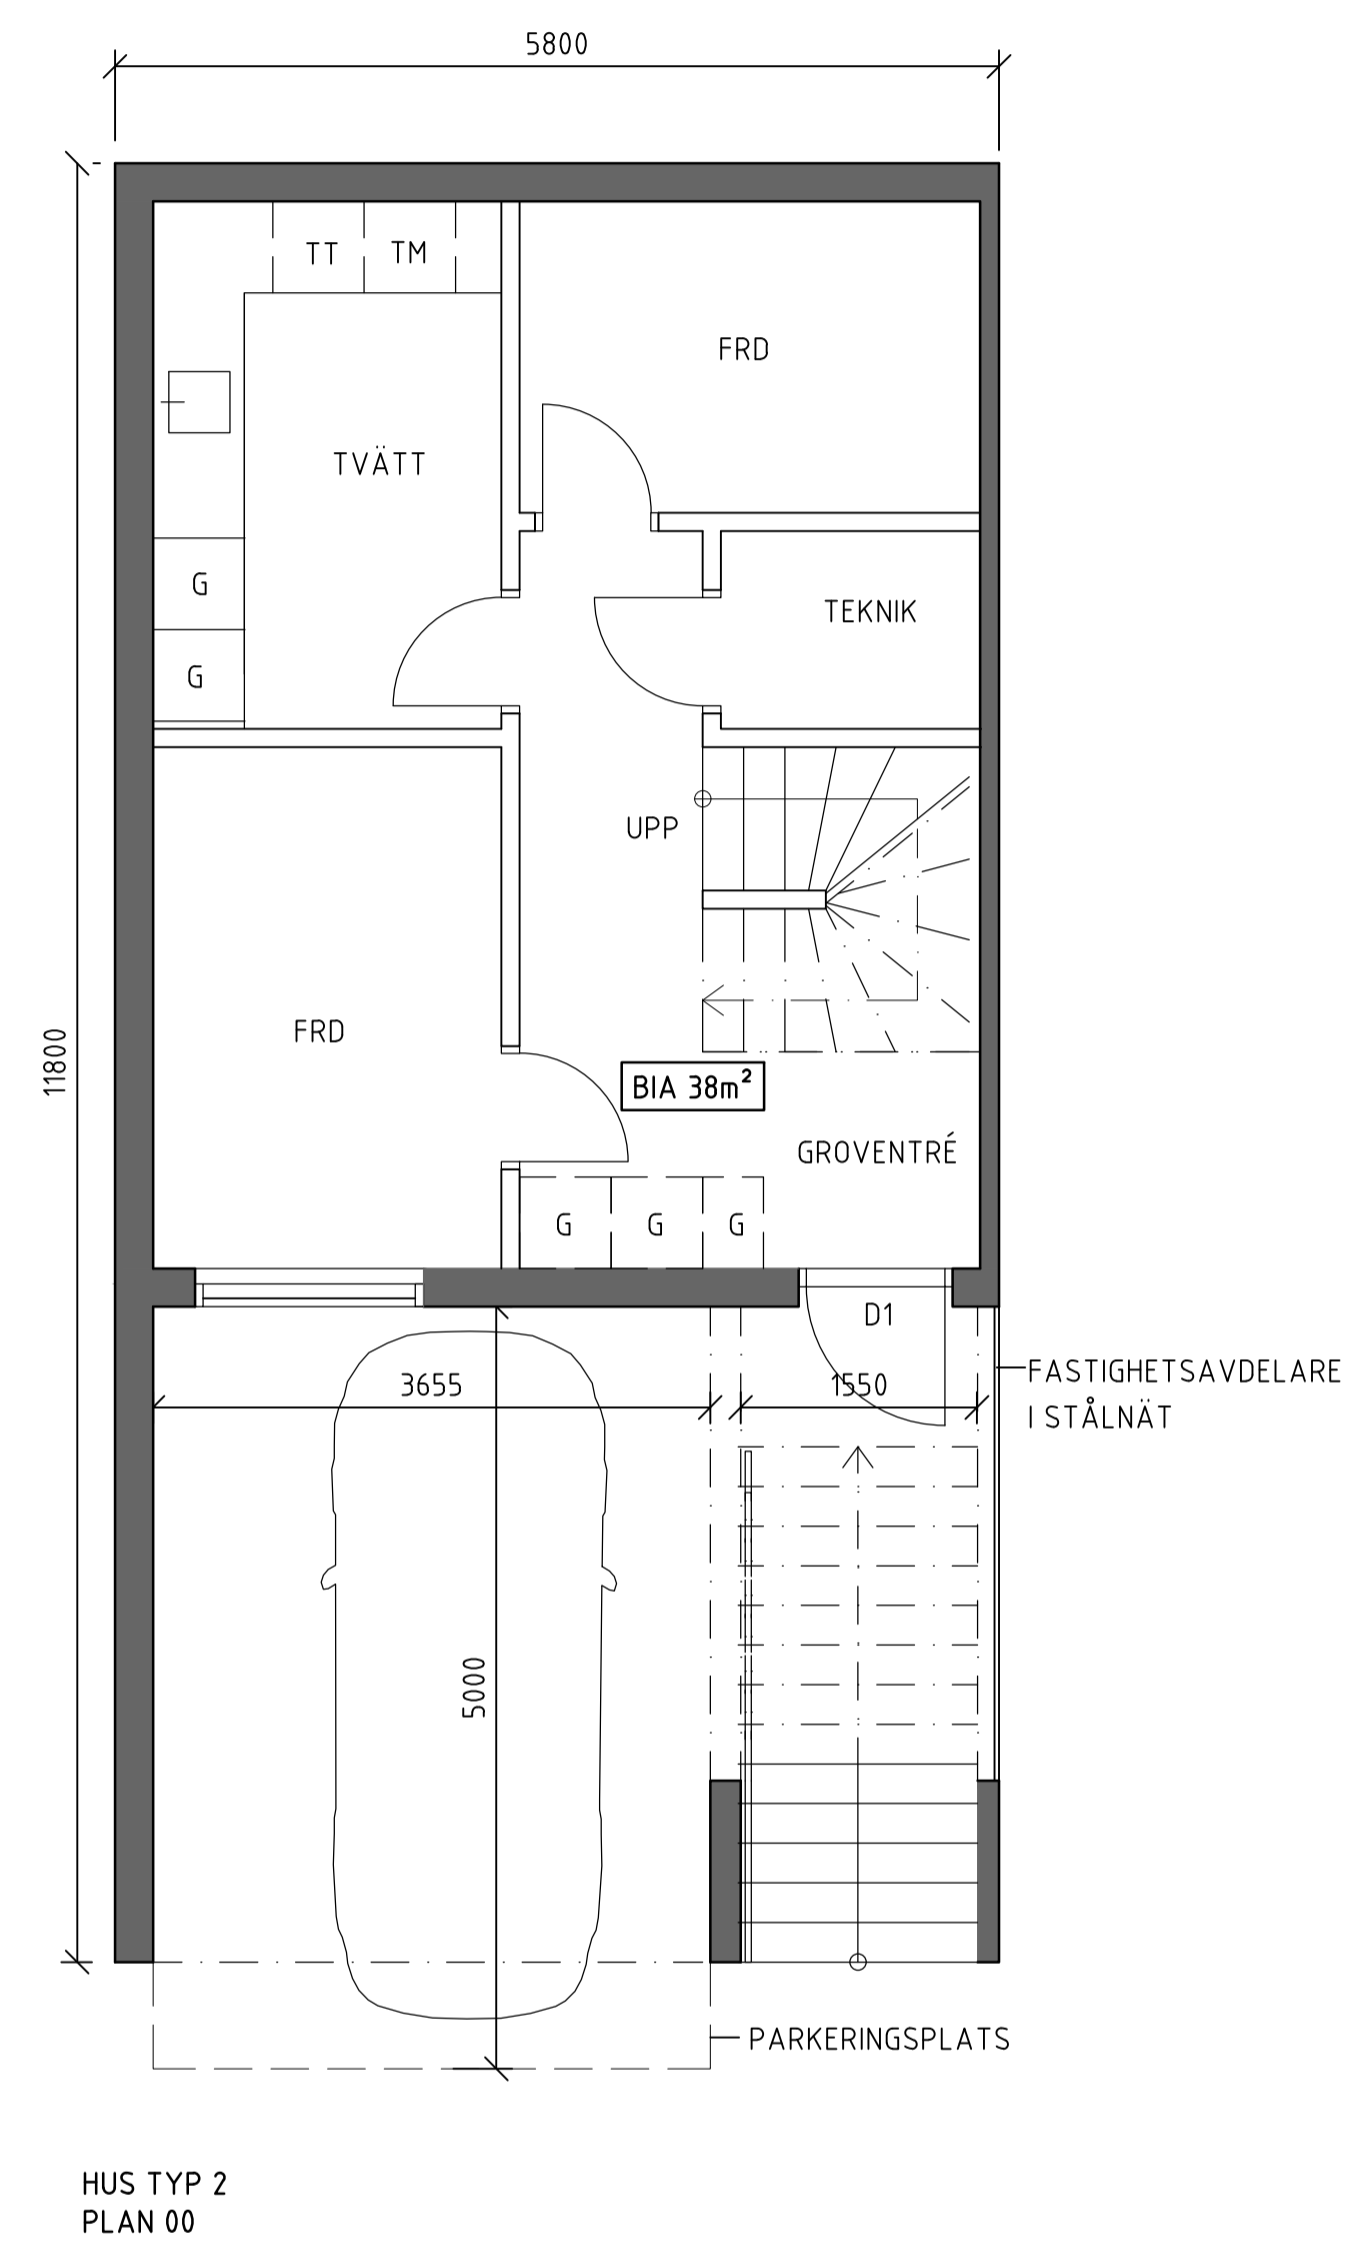 5800
TT
TM
FRD
TVÄTT
G
TEKNIK
G
UPP
FRD
11800
BIA 38m²
GROVENTRÉ
G
G
G
D1
3655
1550
FASTIGHETSAVDELARE
I STÅLNÄT
5000
PARKERINGSPLATS
HUS TYP 2
PLAN 00